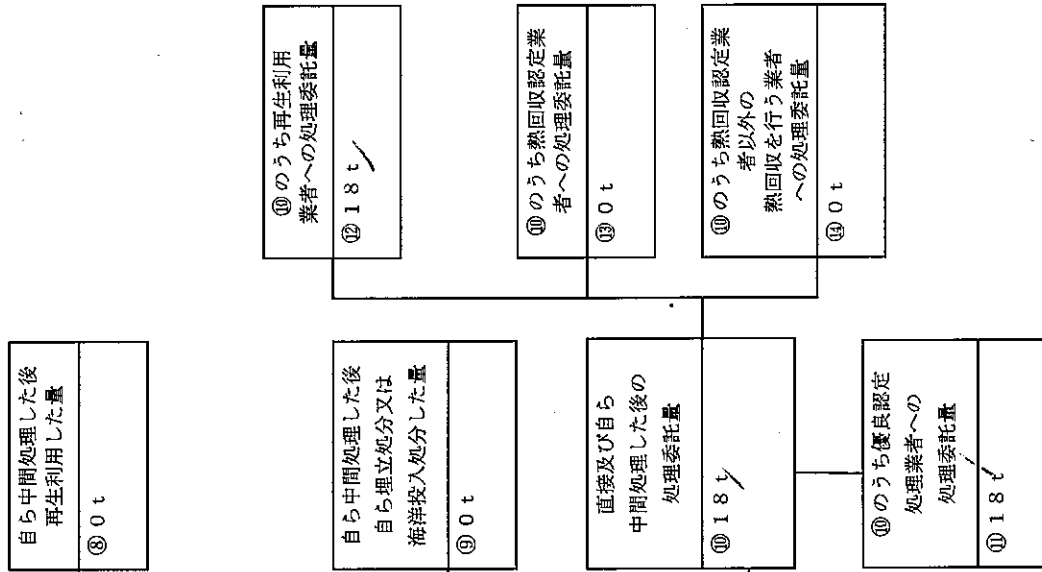 自ら中間処理した後
再生利用した量
⑧0t
自ら中間処理した後
自ら埋立処分又は
海洋投入処分した量
⑨0t
直接及び自ら
中間処理した後の
処理委託量
⑩18t
⑩のうち優良認定
処理業者への
処理委託量
⑪18t
⑩のうち再生利用
業者への処理委託量
⑫18t
⑩のうち熱回収認定業
者への処理委託量
⑬0t
⑩のうち熱回収認定業
者以外の
熱回収を行う業者
への処理委託量
⑭0t